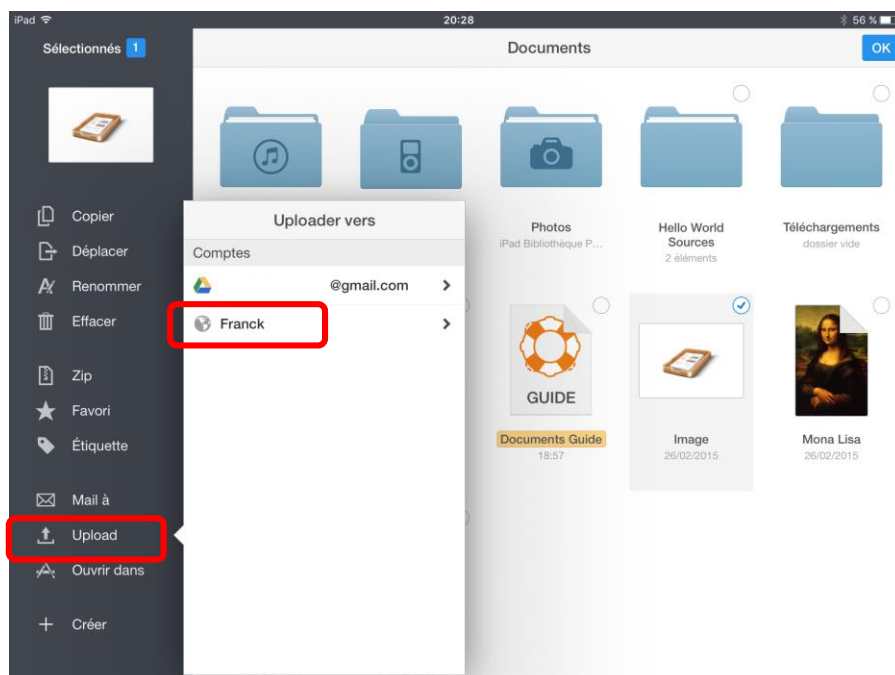 iPad 20:28 56 %
Sélectionnés 1
Documents
OK
Copier
Déplacer
Renommer
Effacer
Zip
Favori
Étiquette
Mail à
Upload
Ouvrir dans
Créer
Uploader vers
Comptes
@gmail.com
Franck
Photos
iPad Bibliothèque P...
Hello World
Sources
2 éléments
Téléchargements
dossier vide
GUIDE
Documents Guide
18:57
Image
26/02/2015
Mona Lisa
26/02/2015